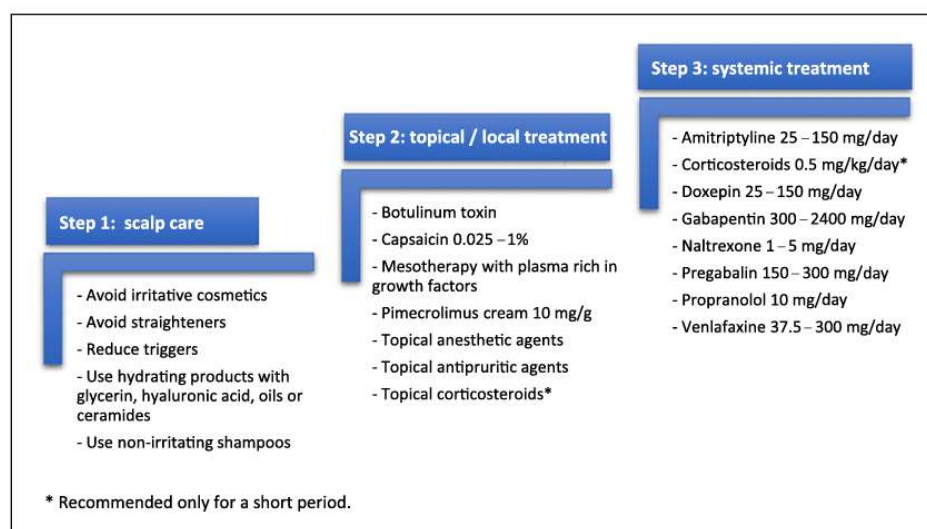 Step 1: scalp care
- Avoid irritative cosmetics
- Avoid straighteners
- Reduce triggers
- Use hydrating products with
glycerin, hyaluronic acid, oils or
ceramides
- Use non-irritating shampoos
Step 2: topical / local treatment
- Botulinum toxin
- Capsaicin 0.025 – 1%
- Mesotherapy with plasma rich in
growth factors
- Pimecrolimus cream 10 mg/g
- Topical anesthetic agents
- Topical antipruritic agents
- Topical corticosteroids*
Step 3: systemic treatment
- Amitriptyline 25 – 150 mg/day
- Corticosteroids 0.5 mg/kg/day*
- Doxepin 25 – 150 mg/day
- Gabapentin 300 – 2400 mg/day
- Naltrexone 1 – 5 mg/day
- Pregabalin 150 – 300 mg/day
- Propranolol 10 mg/day
- Venlafaxine 37.5 – 300 mg/day
* Recommended only for a short period.